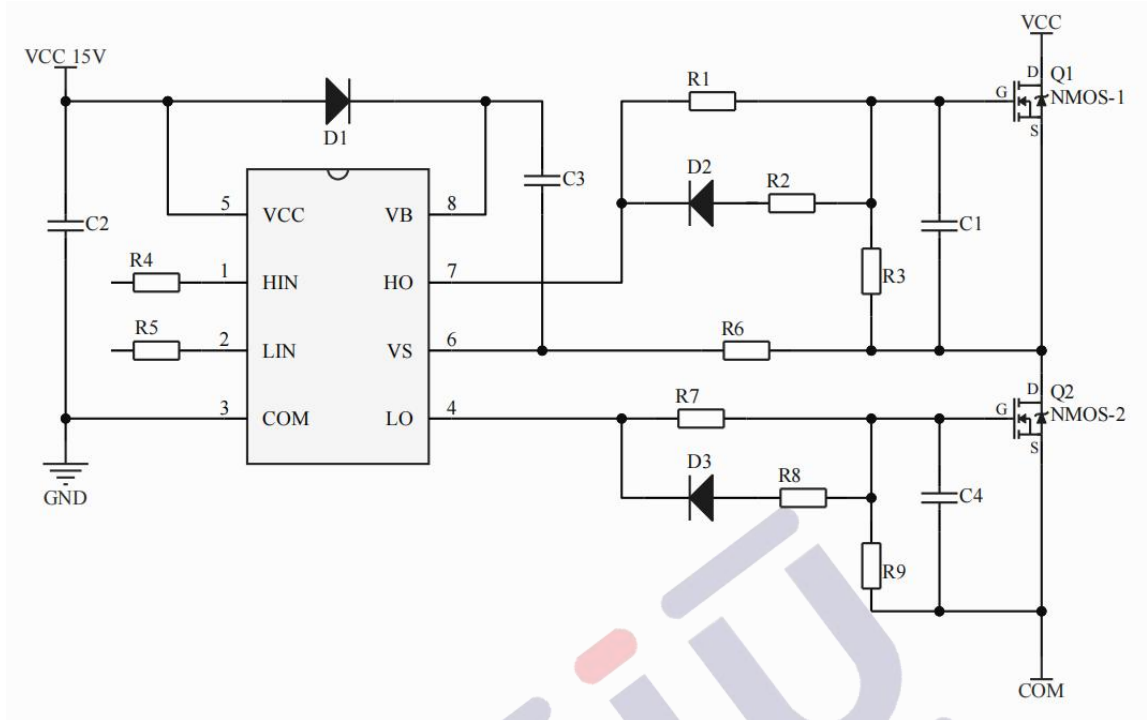 VCC
VCC 15V
D Q1
R1
G NMOS-1
D1
S
D2
R2
C3
5 VCC VB 8
C2
C1
R4
1 HIN HO 7
R3
R5
R6
2 LIN VS 6
D Q2
R7
3 COM LO 4
G NMOS-2
S
D3
R8
GND
C4
R9
COM